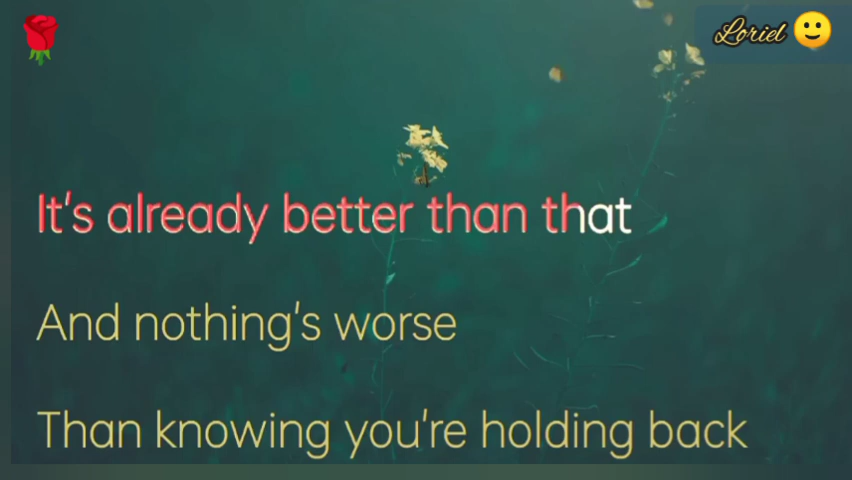 Loriel
It's already better than that
And nothing's worse
Than knowing you're holding back